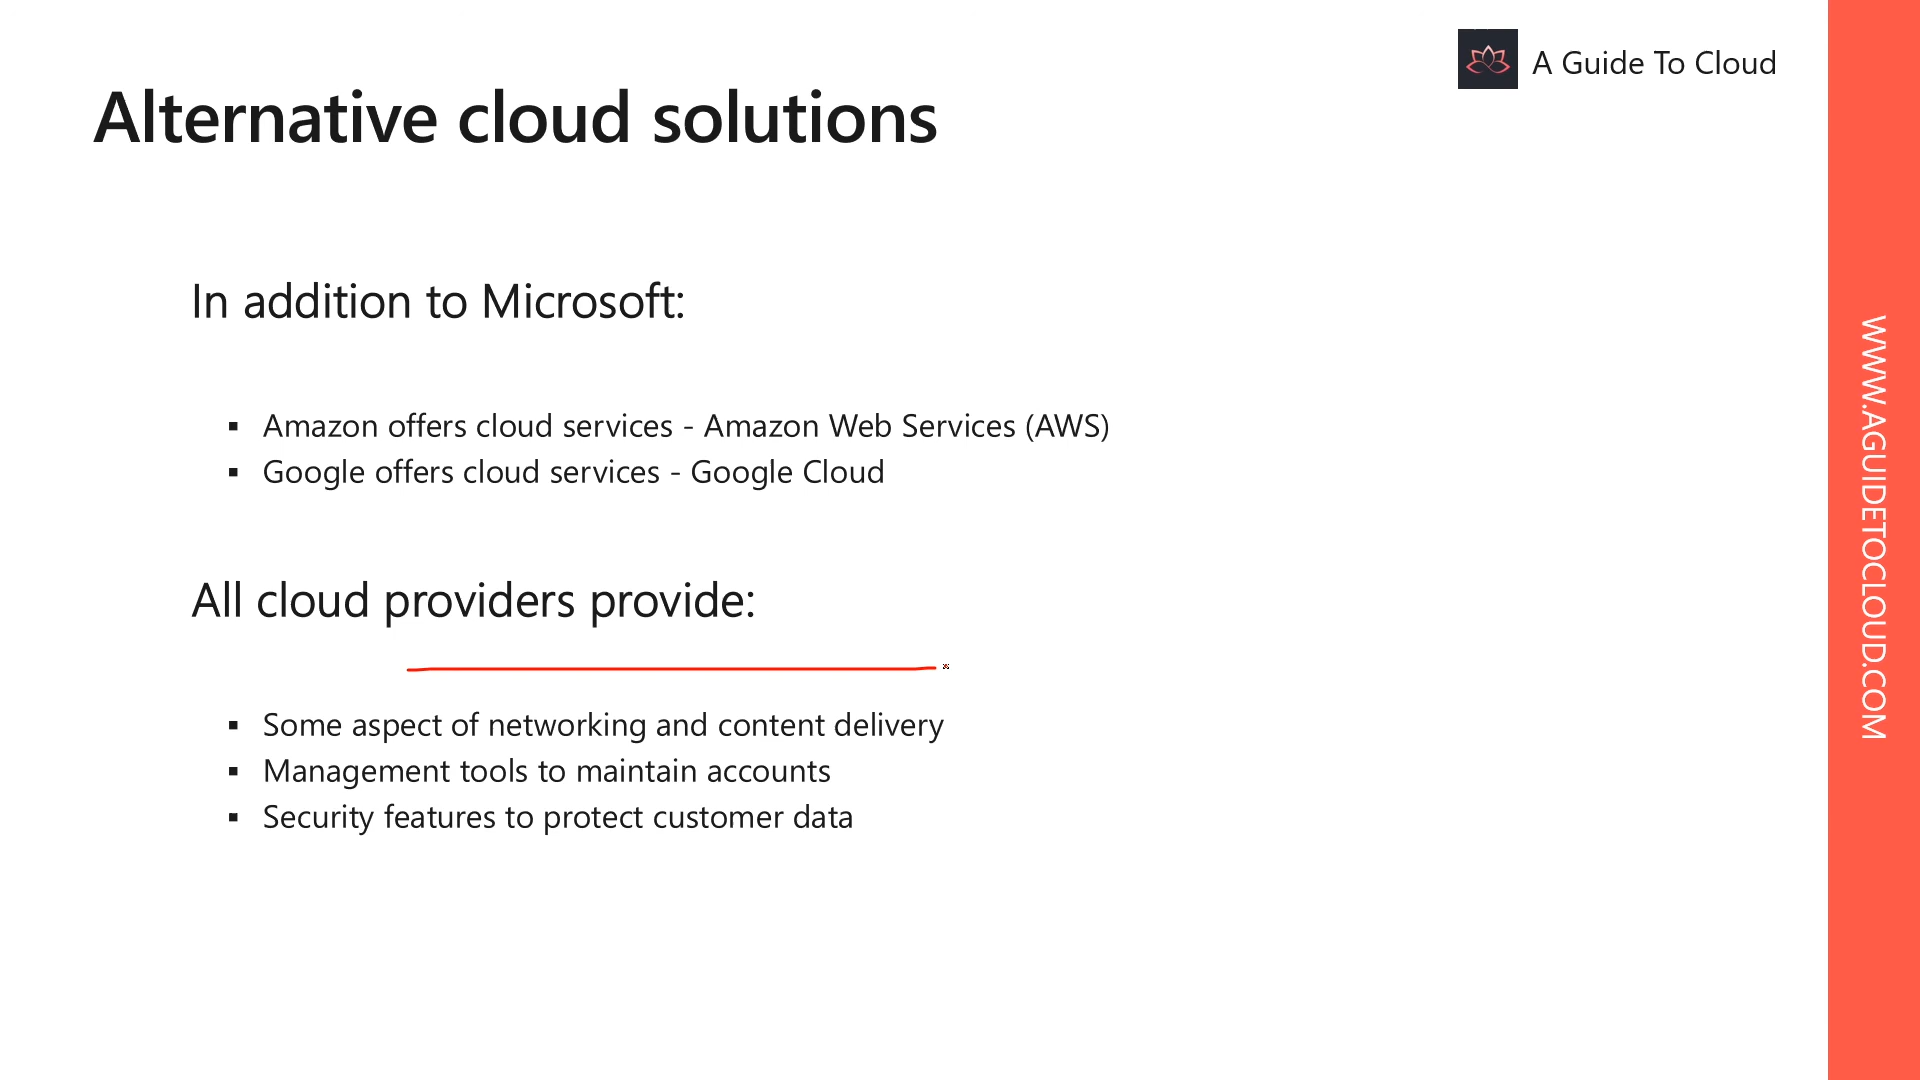 A Guide To Cloud
Alternative cloud solutions
In addition to Microsoft:
▪ Amazon offers cloud services - Amazon Web Services (AWS)
▪ Google offers cloud services - Google Cloud
All cloud providers provide:
▪ Some aspect of networking and content delivery
▪ Management tools to maintain accounts
▪ Security features to protect customer data
WWW.AGUIDETOCLOUD.COM